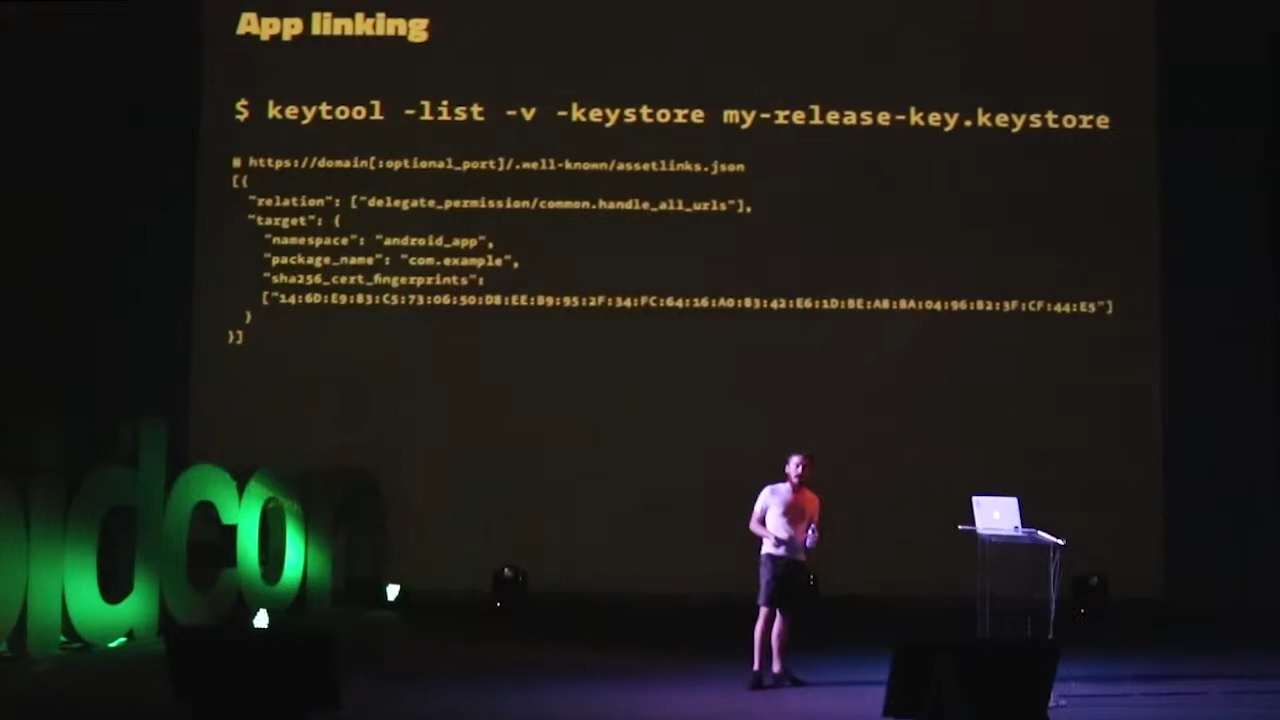 App linking
$ keytool -list -v -keystore my-release-key.keystore
# https://domain[:optional_port]/.well-known/assetlinks.json
[{
"relation": ["delegate_permission/common.handle_all_urls"],
"target": {
"namespace": "android_app",
"package_name": "com.example",
"sha256_cert_fingerprints":
["14:6D:E9:83:C5:73:06:50:D8:EE:B9:95:2F:34:FC:64:16:A0:83:42:E6:1D:BE:A8:8A:04:96:B2:3F:CF:44:E5"]
}
}]
oidcon